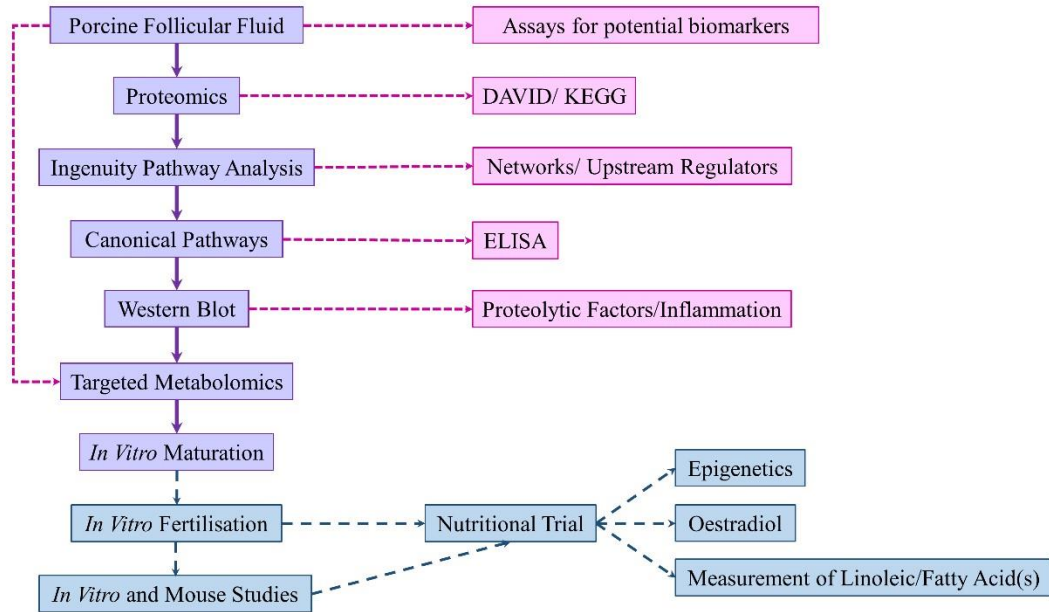 Porcine Follicular Fluid
Assays for potential biomarkers
Proteomics
DAVID/ KEGG
Ingenuity Pathway Analysis
Networks/ Upstream Regulators
Canonical Pathways
ELISA
Western Blot
Proteolytic Factors/Inflammation
Targeted Metabolomics
In Vitro Maturation
Epigenetics
In Vitro Fertilisation
Nutritional Trial
Oestradiol
In Vitro and Mouse Studies
Measurement of Linoleic/Fatty Acid(s)